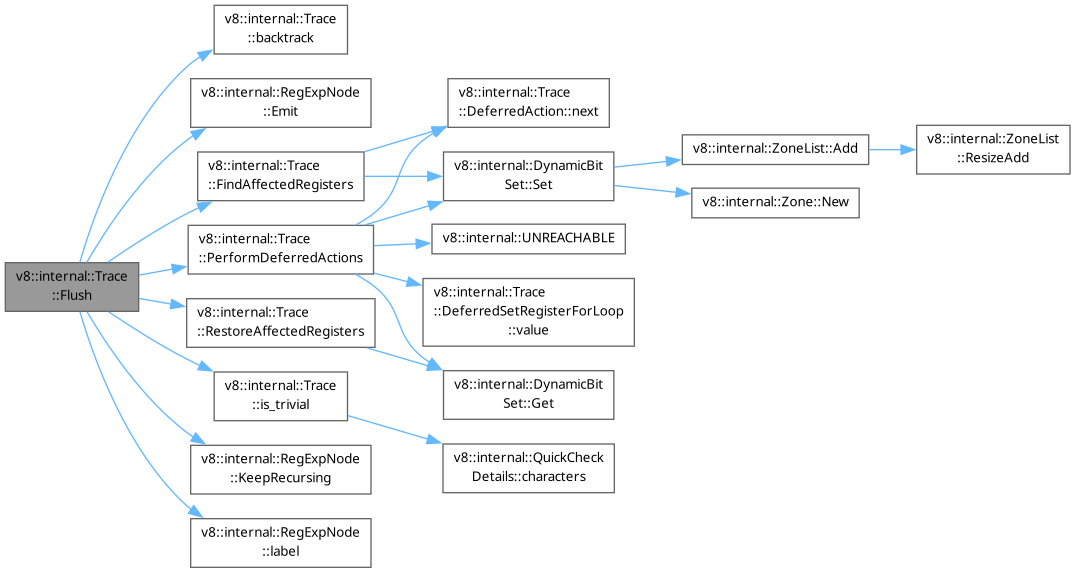 v8::internal::Trace
::Flush
v8::internal::Trace
::backtrack
v8::internal::RegExpNode
::Emit
v8::internal::Trace
::FindAffectedRegisters
v8::internal::Trace
::PerformDeferredActions
v8::internal::Trace
::RestoreAffectedRegisters
v8::internal::Trace
::is_trivial
v8::internal::RegExpNode
::KeepRecursing
v8::internal::RegExpNode
::label
v8::internal::Trace
::DeferredAction::next
v8::internal::DynamicBit
Set::Set
v8::internal::UNREACHABLE
v8::internal::Trace
::DeferredSetRegisterForLoop
::value
v8::internal::DynamicBit
Set::Get
v8::internal::QuickCheck
Details::characters
v8::internal::ZoneList::Add
v8::internal::Zone::New
v8::internal::ZoneList
::ResizeAdd